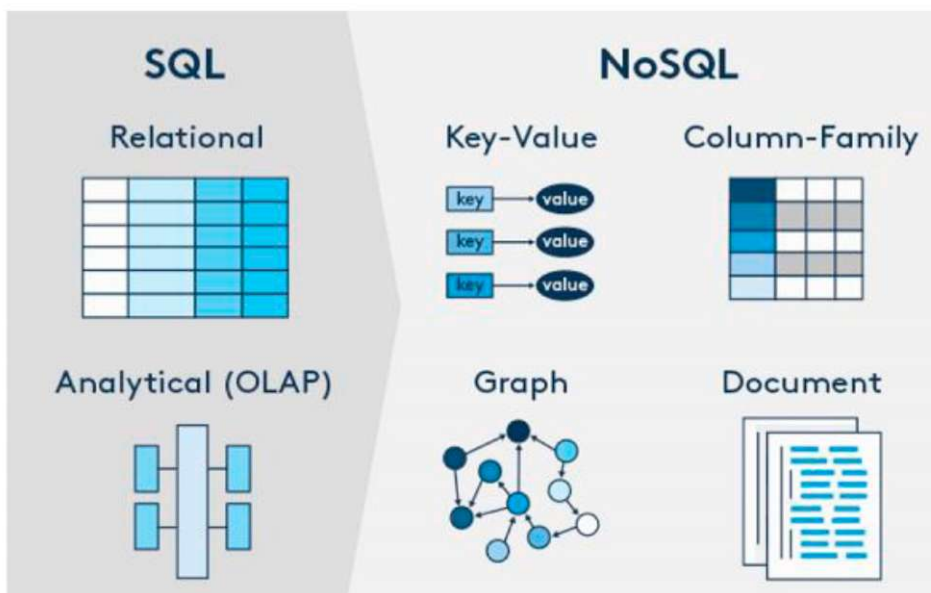 SQL
Relational
Analytical (OLAP)
NoSQL
Key-Value
key value
key value
key value
Column-Family
Graph
Document